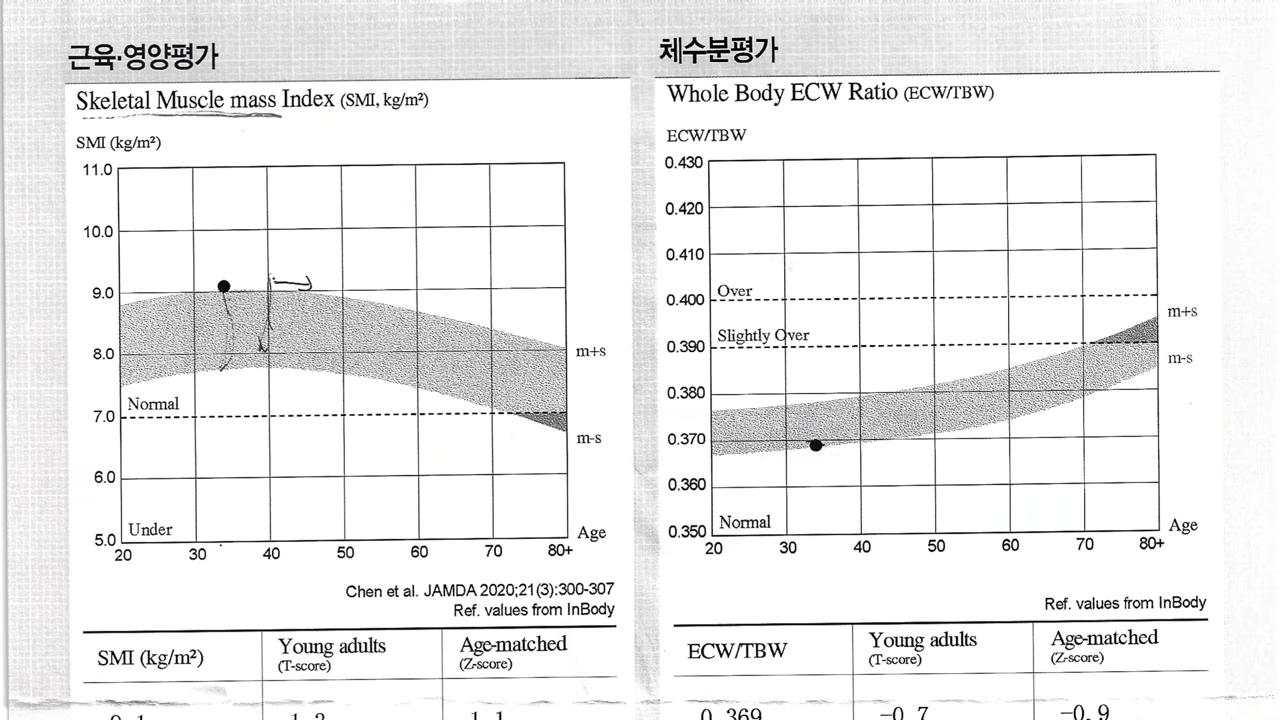 근육·영양평가
Skeletal Muscle mass Index (SMI, kg/m²)
SMI (kg/m²)
11.0
10.0
9.0
8.0
7.0
6.0
5.0
Normal
Under
m+s
m-s
20 30 40 50 60 70 80+ Age
Chen et al. JAMDA 2020;21(3):300-307
Ref. values from InBody
SMI (kg/m²) Young adults (T-score) Age-matched (Z-score)
체수분평가
Whole Body ECW Ratio (ECW/TBW)
ECW/TBW
0.430
0.420
0.410
0.400
0.390
0.380
0.370
0.360
0.350
Over
Slightly Over
Normal
m+s
m-s
20 30 40 50 60 70 80+ Age
Ref. values from InBody
ECW/TBW Young adults (T-score) Age-matched (Z-score)
0.369 -0.7 -0.9